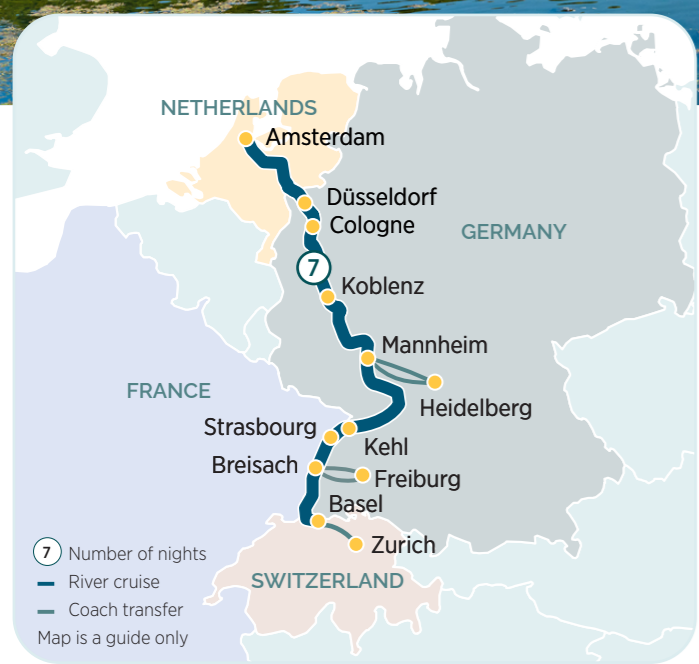 NETHERLANDS
Amsterdam
Düsseldorf
Cologne
GERMANY
7
Koblenz
Mannheim
FRANCE
Heidelberg
Strasbourg
Kehl
Breisach
Freiburg
Basel
Zurich
SWITZERLAND
7 Number of nights
River cruise
Coach transfer
Map is a guide only